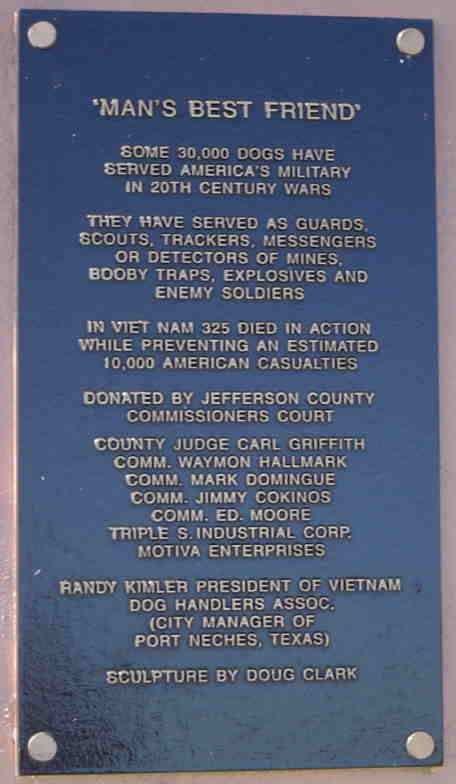 "MAN'S BEST FRIEND"
SOME 30,000 DOGS HAVE
SERVED AMERICA'S MILITARY
IN 20TH CENTURY WARS
THEY HAVE SERVED AS GUARDS,
SCOUTS, TRACKERS, MESSENGERS
OR DETECTORS OF MINES,
BOOBY TRAPS, EXPLOSIVES AND
ENEMY SOLDIERS
IN VIET NAM 325 DIED IN ACTION
WHILE PREVENTING AN ESTIMATED
10,000 AMERICAN CASUALTIES
DONATED BY JEFFERSON COUNTY
COMMISSIONERS COURT
COUNTY JUDGE CARL GRIFFITH
COMM. WAYMON HALLMARK
COMM. MARK DOMINGUE
COMM. JIMMY COKINOS
COMM. ED. MOORE
TRIPLE S. INDUSTRIAL CORP.
MOTIVA ENTERPRISES
RANDY KIMLER PRESIDENT OF VIETNAM
DOG HANDLERS ASSOC.
(CITY MANAGER OF
PORT NECHES, TEXAS)
SCULPTURE BY DOUG CLARK